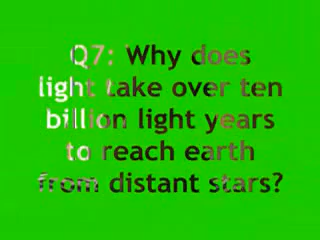 Q7: Why does
light take over ten
billion light years
to reach earth
from distant stars?